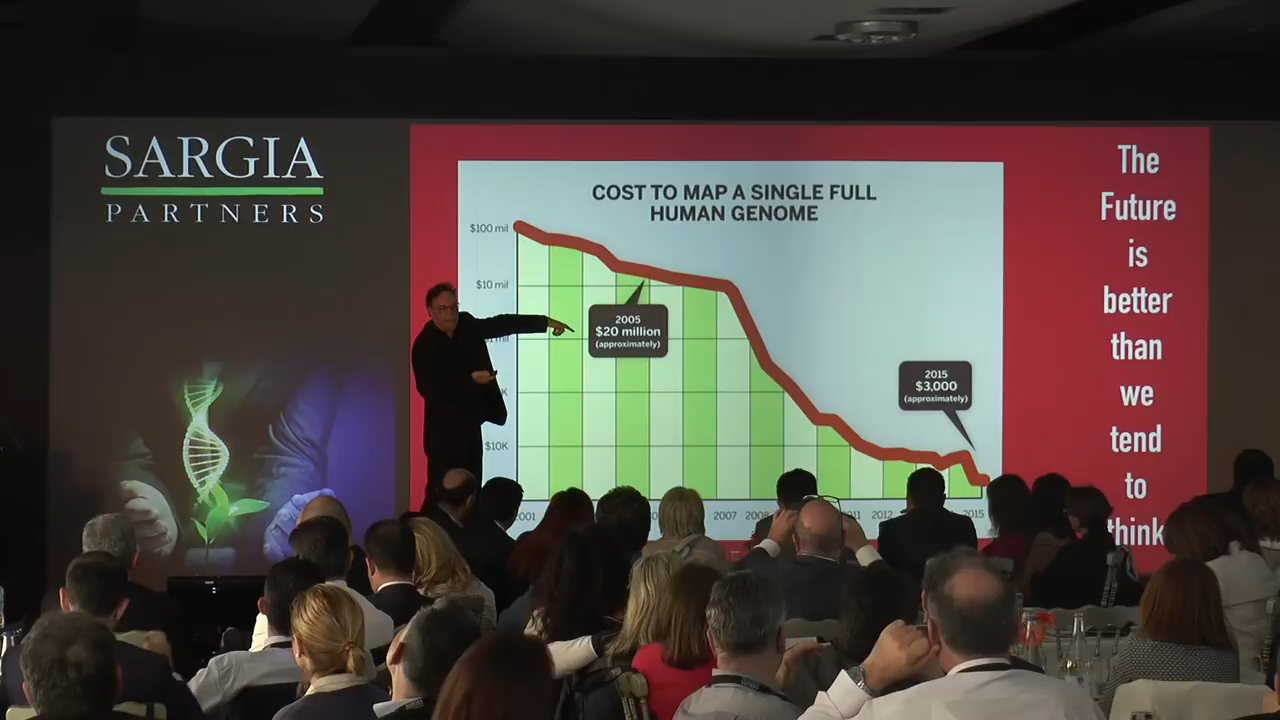 SARGIA
PARTNERS
COST TO MAP A SINGLE FULL
HUMAN GENOME
$100 mil
$10 mil
$10K
2005
$20 million
(approximately)
2015
$3,000
(approximately)
2007 2008 2012 2015
The
Future
is
better
than
we
tend
to
think